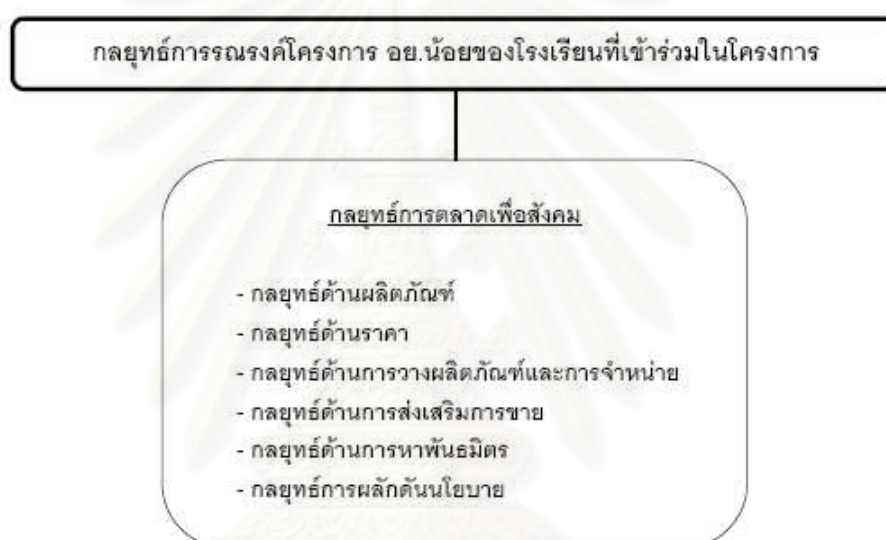 กลยุทธ์การรณรงค์โครงการ อย.น้อยของโรงเรียนที่เข้าร่วมในโครงการ
กลยุทธ์การตลาดเพื่อสังคม
- กลยุทธ์ด้านผลิตภัณฑ์
- กลยุทธ์ด้านราคา
- กลยุทธ์ด้านการวางผลิตภัณฑ์และการจำหน่าย
- กลยุทธ์ด้านการส่งเสริมการขาย
- กลยุทธ์ด้านการหาพันธมิตร
- กลยุทธ์การผลักดันนโยบาย